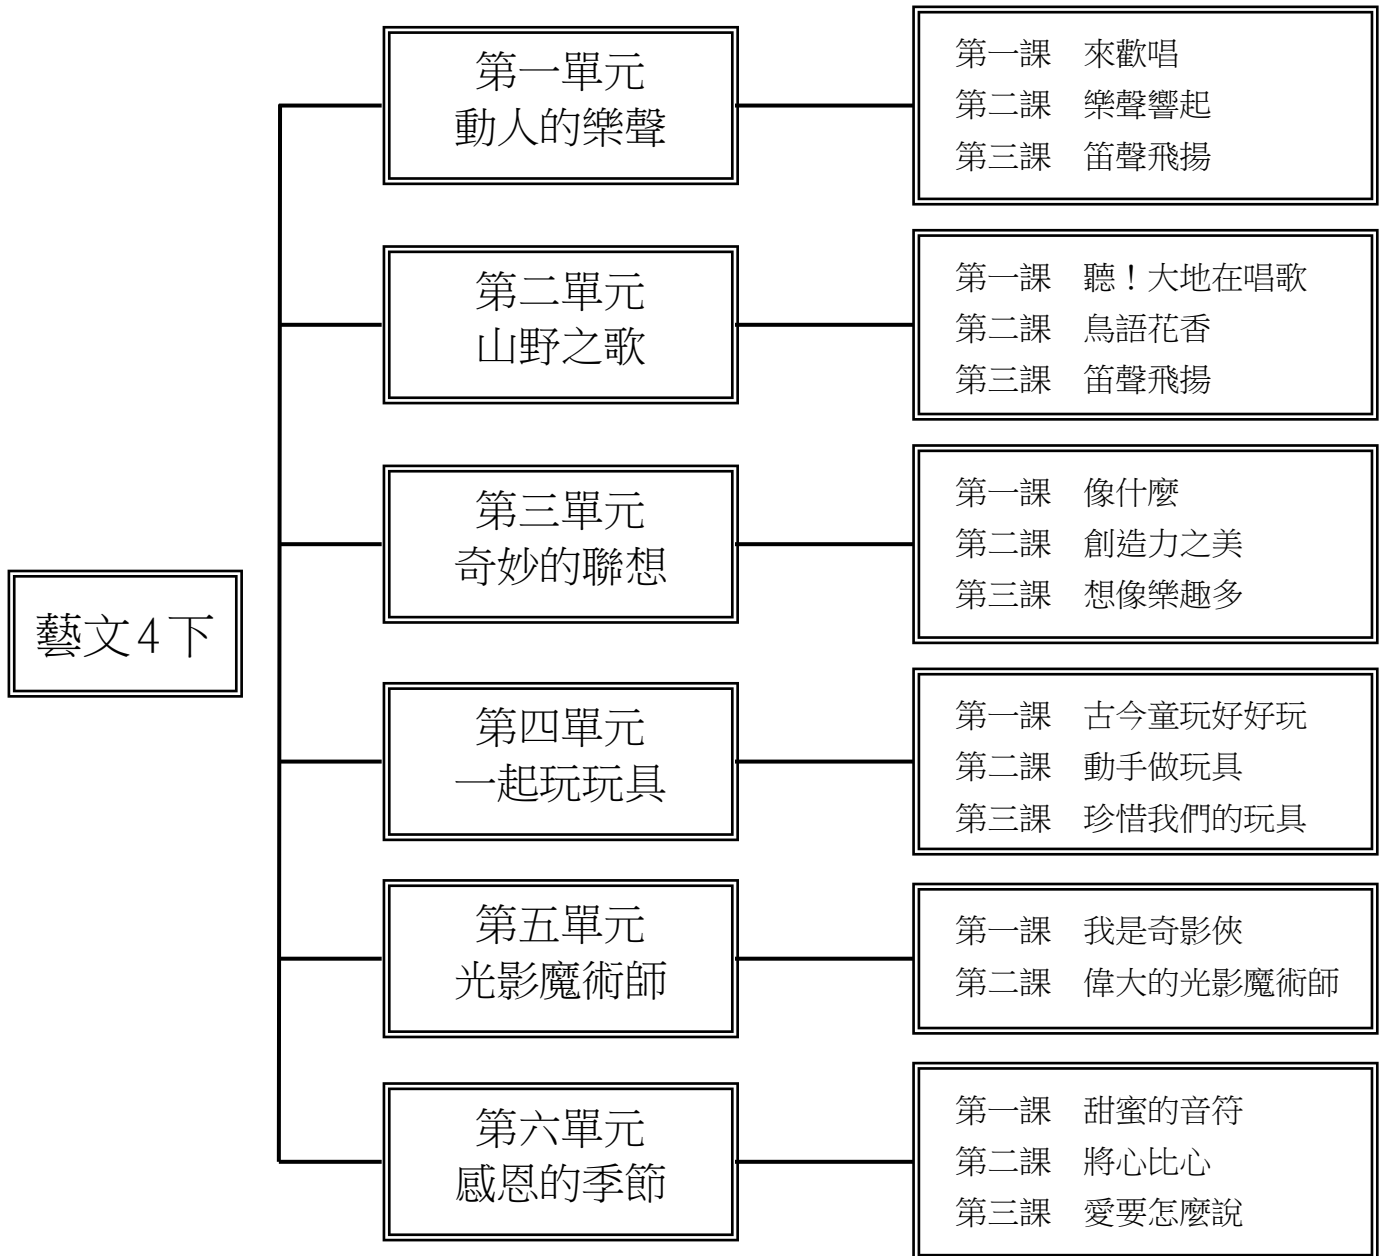 藝文4下
第一單元
動人的樂聲
第一課　來歡唱
第二課　樂聲響起
第三課　笛聲飛揚
第二單元
山野之歌
第一課　聽！大地在唱歌
第二課　鳥語花香
第三課　笛聲飛揚
第三單元
奇妙的聯想
第一課　像什麼
第二課　創造力之美
第三課　想像樂趣多
第四單元
一起玩玩具
第一課　古今童玩好好玩
第二課　動手做玩具
第三課　珍惜我們的玩具
第五單元
光影魔術師
第一課　我是奇影俠
第二課　偉大的光影魔術師
第六單元
感恩的季節
第一課　甜蜜的音符
第二課　將心比心
第三課　愛要怎麼說